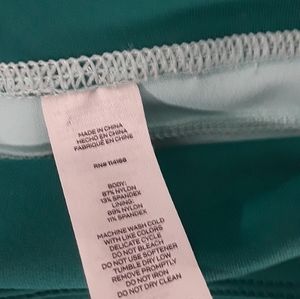 MADE IN CHINA
HECHO EN CHINA
FABRIQUÉ EN CHINE
RN# 114186
BODY:
87% NYLON
13% SPANDEX
LINING:
89% NYLON
11% SPANDEX
MACHINE WASH COLD
WITH LIKE COLORS
DELICATE CYCLE
DO NOT BLEACH
DO NOT USE SOFTENER
TUMBLE DRY LOW
REMOVE PROMPTLY
DO NOT IRON
DO NOT DRY CLEAN